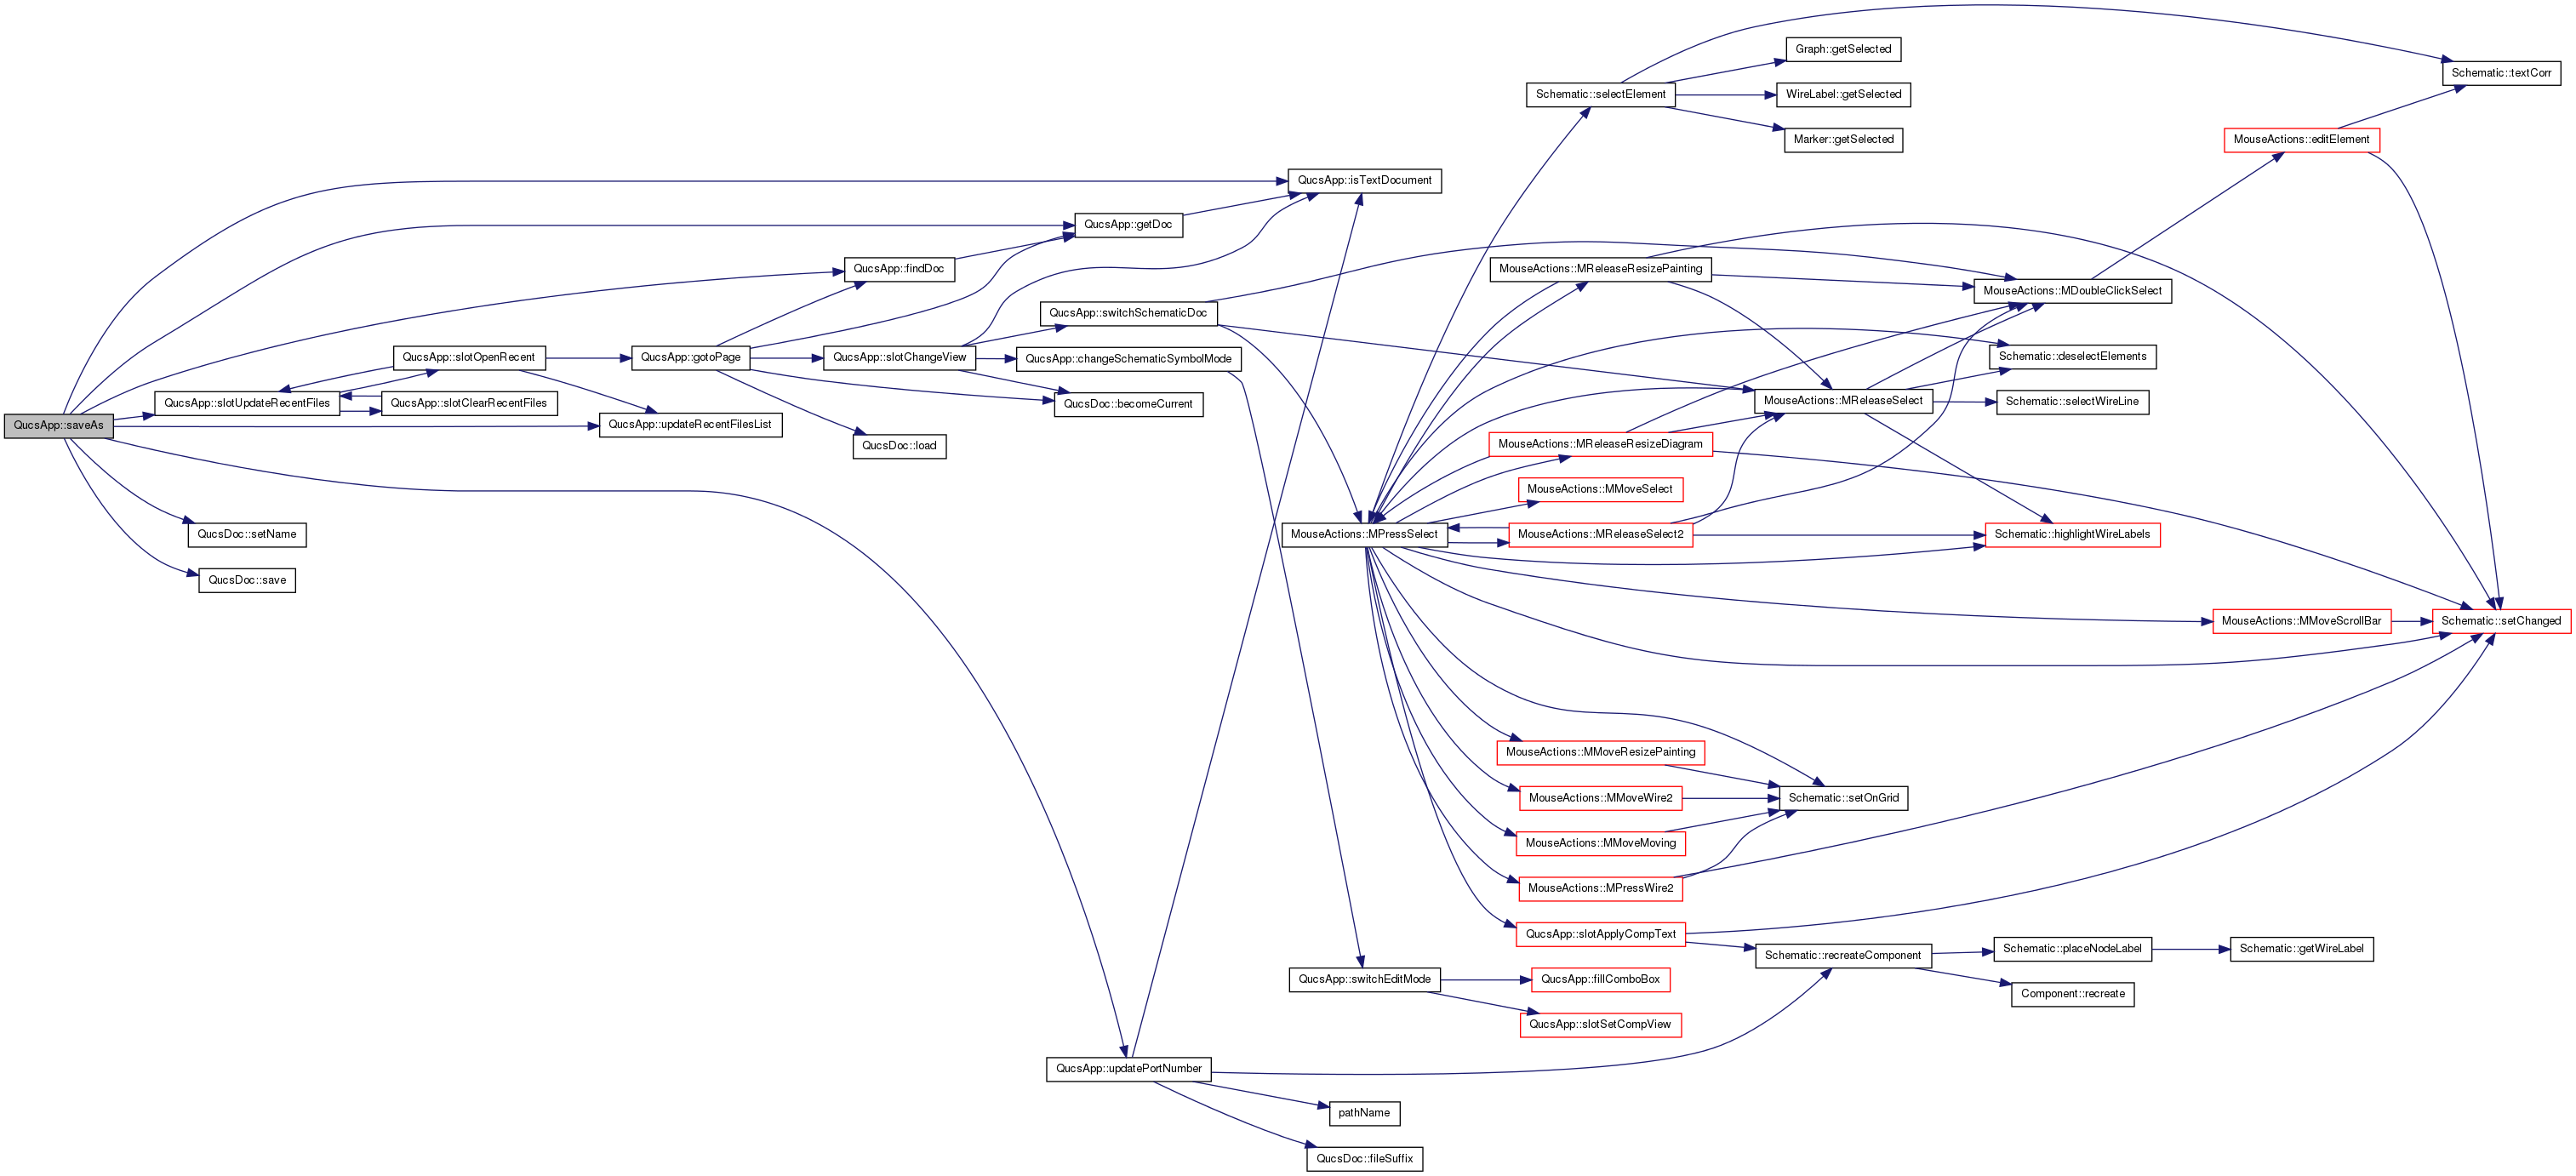 Graph::getSelected
Schematic::textCorr
Schematic::selectElement
WireLabel::getSelected
Marker::getSelected
MouseActions::editElement
QucsApp::isTextDocument
QucsApp::getDoc
QucsApp::findDoc
MouseActions::MReleaseResizePainting
MouseActions::MDoubleClickSelect
QucsApp::switchSchematicDoc
QucsApp::slotOpenRecent
QucsApp::gotoPage
QucsApp::slotChangeView
QucsApp::changeSchematicSymbolMode
Schematic::deselectElements
QucsApp::slotUpdateRecentFiles
QucsApp::slotClearRecentFiles
QucsDoc::becomeCurrent
MouseActions::MReleaseSelect
Schematic::selectWireLine
QucsApp::saveAs
QucsApp::updateRecentFilesList
QucsDoc::load
MouseActions::MReleaseResizeDiagram
MouseActions::MMoveSelect
QucsDoc::setName
MouseActions::MPressSelect
MouseActions::MReleaseSelect2
Schematic::highlightWireLabels
QucsDoc::save
MouseActions::MMoveScrollBar
Schematic::setChanged
MouseActions::MMoveResizePainting
MouseActions::MMoveWire2
Schematic::setOnGrid
MouseActions::MMoveMoving
MouseActions::MPressWire2
QucsApp::slotApplyCompText
Schematic::recreateComponent
Schematic::placeNodeLabel
Schematic::getWireLabel
QucsApp::switchEditMode
QucsApp::fillComboBox
Component::recreate
QucsApp::slotSetCompView
QucsApp::updatePortNumber
pathName
QucsDoc::fileSuffix